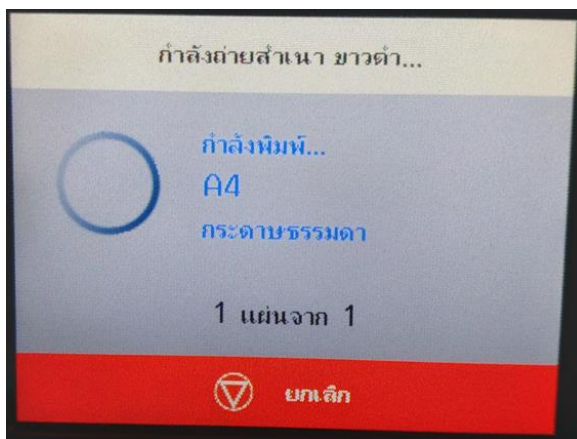 กำลังถ่ายสำเนา ขาวดำ...
กำลังพิมพ์...
A4
กระดาษธรรมดา
1 แผ่นจาก 1
ยกเลิก